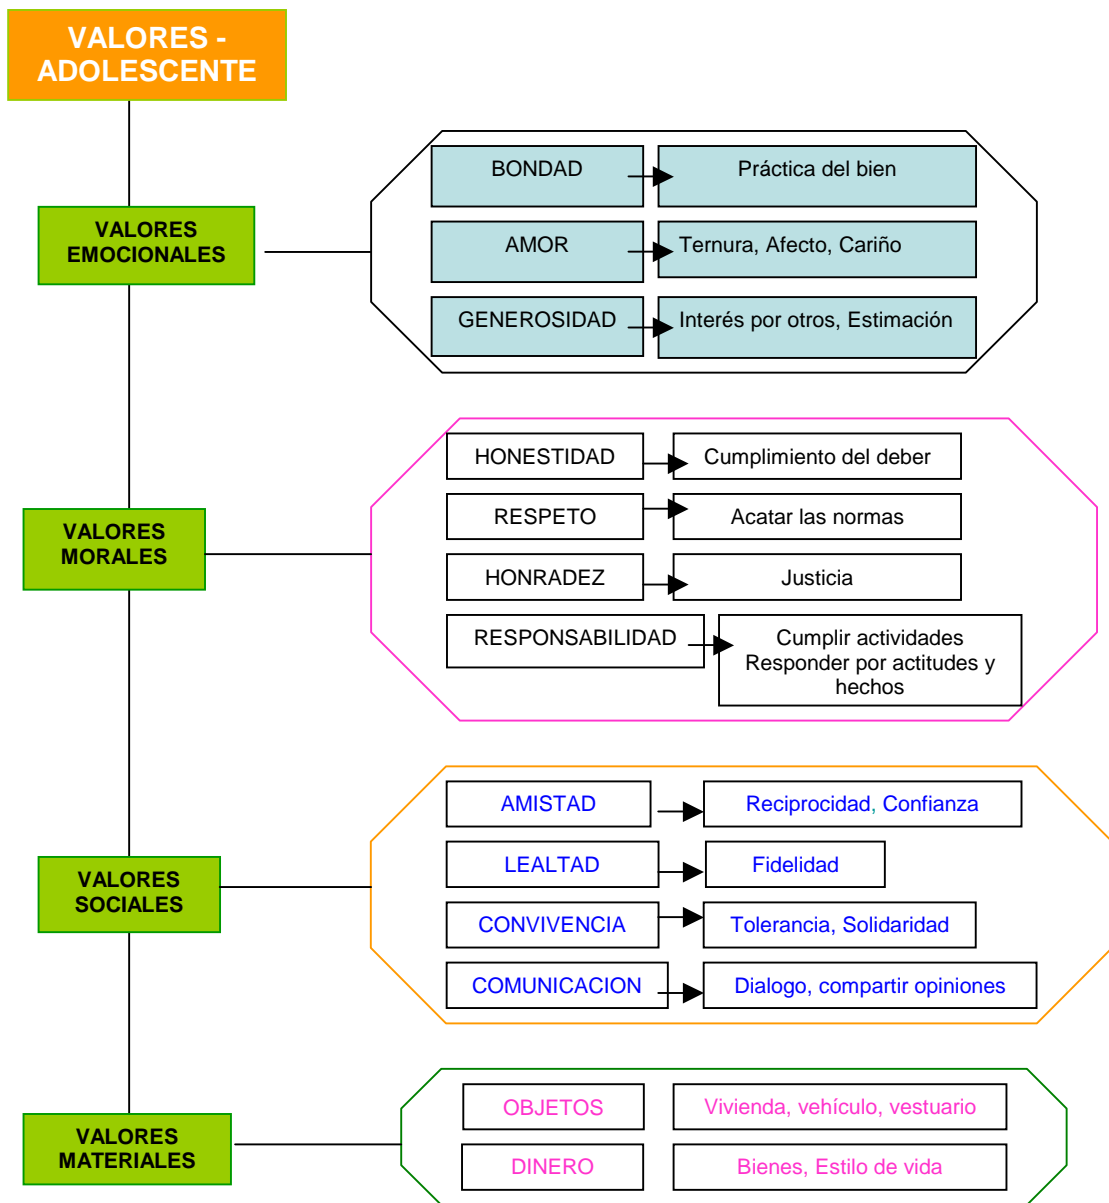 VALORES -
ADOLESCENTE
VALORES
EMOCIONALES
BONDAD
Práctica del bien
AMOR
Ternura, Afecto, Cariño
GENEROSIDAD
Interés por otros, Estimación
VALORES
MORALES
HONESTIDAD
Cumplimiento del deber
RESPETO
Acatar las normas
HONRADEZ
Justicia
RESPONSABILIDAD
Cumplir actividades
Responder por actitudes y
hechos
VALORES
SOCIALES
AMISTAD
Reciprocidad, Confianza
LEALTAD
Fidelidad
CONVIVENCIA
Tolerancia, Solidaridad
COMUNICACION
Dialogo, compartir opiniones
VALORES
MATERIALES
OBJETOS
Vivienda, vehículo, vestuario
DINERO
Bienes, Estilo de vida